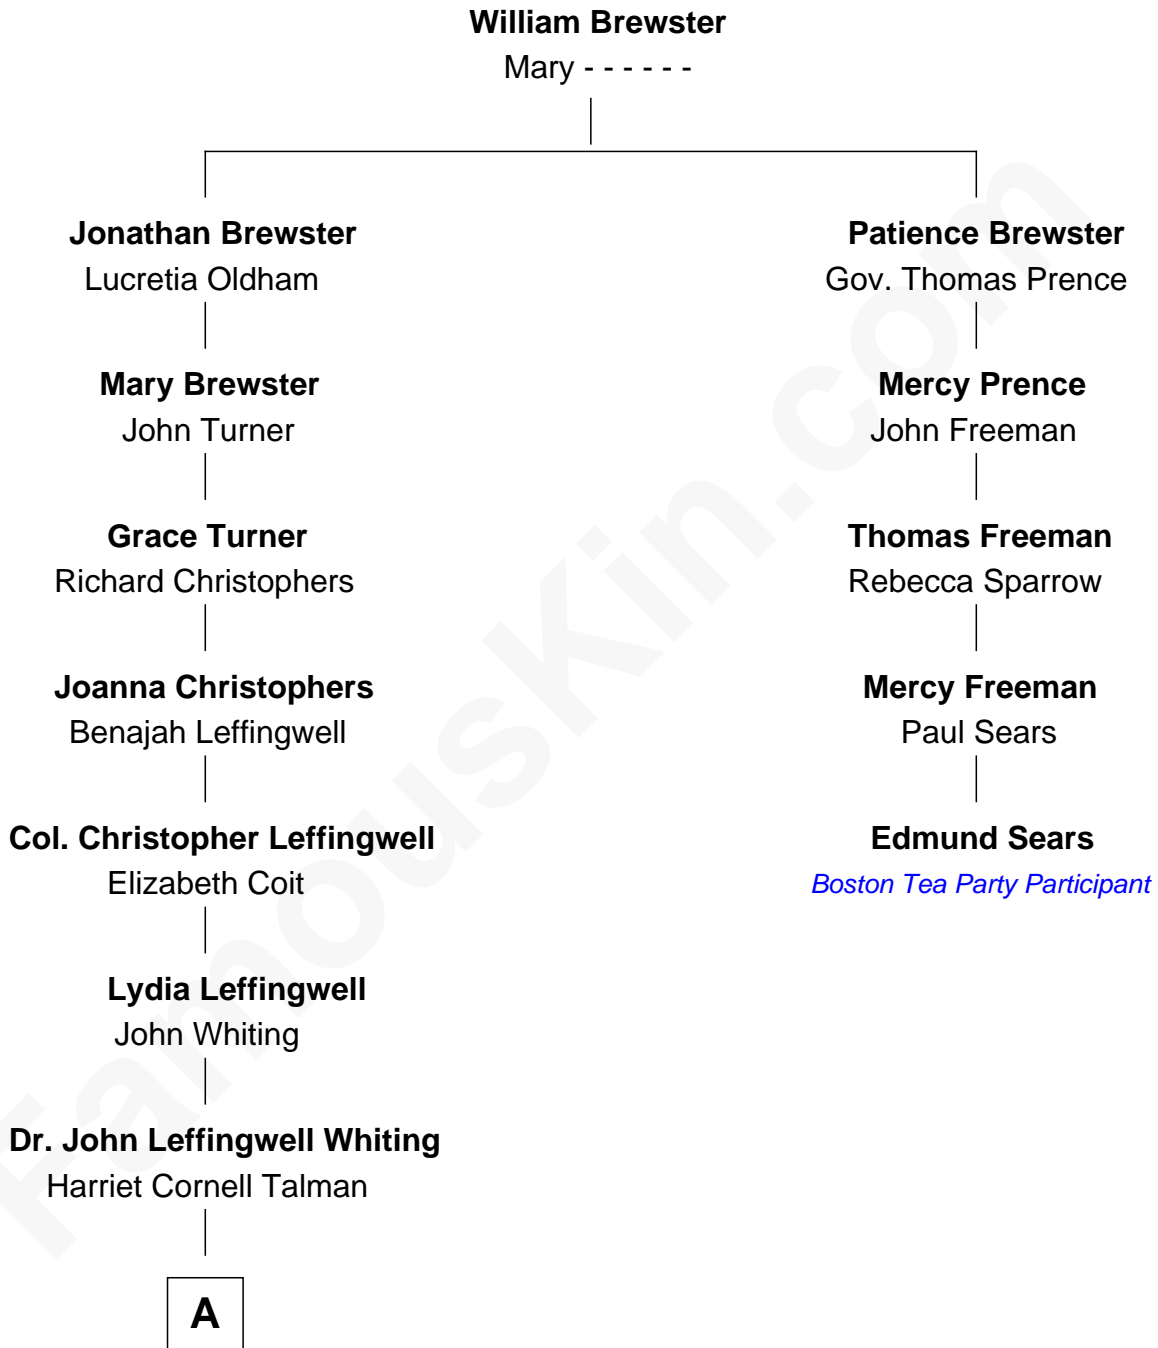 William Brewster
Mary - - - - - -
Jonathan Brewster
Lucretia Oldham
Patience Brewster
Gov. Thomas Prence
Mary Brewster
John Turner
Mercy Prence
John Freeman
Grace Turner
Richard Christophers
Thomas Freeman
Rebecca Sparrow
Joanna Christophers
Benajah Leffingwell
Mercy Freeman
Paul Sears
Col. Christopher Leffingwell
Elizabeth Coit
Edmund Sears
Boston Tea Party Participant
Lydia Leffingwell
John Whiting
Dr. John Leffingwell Whiting
Harriet Cornell Talman
A
FamousKin.com